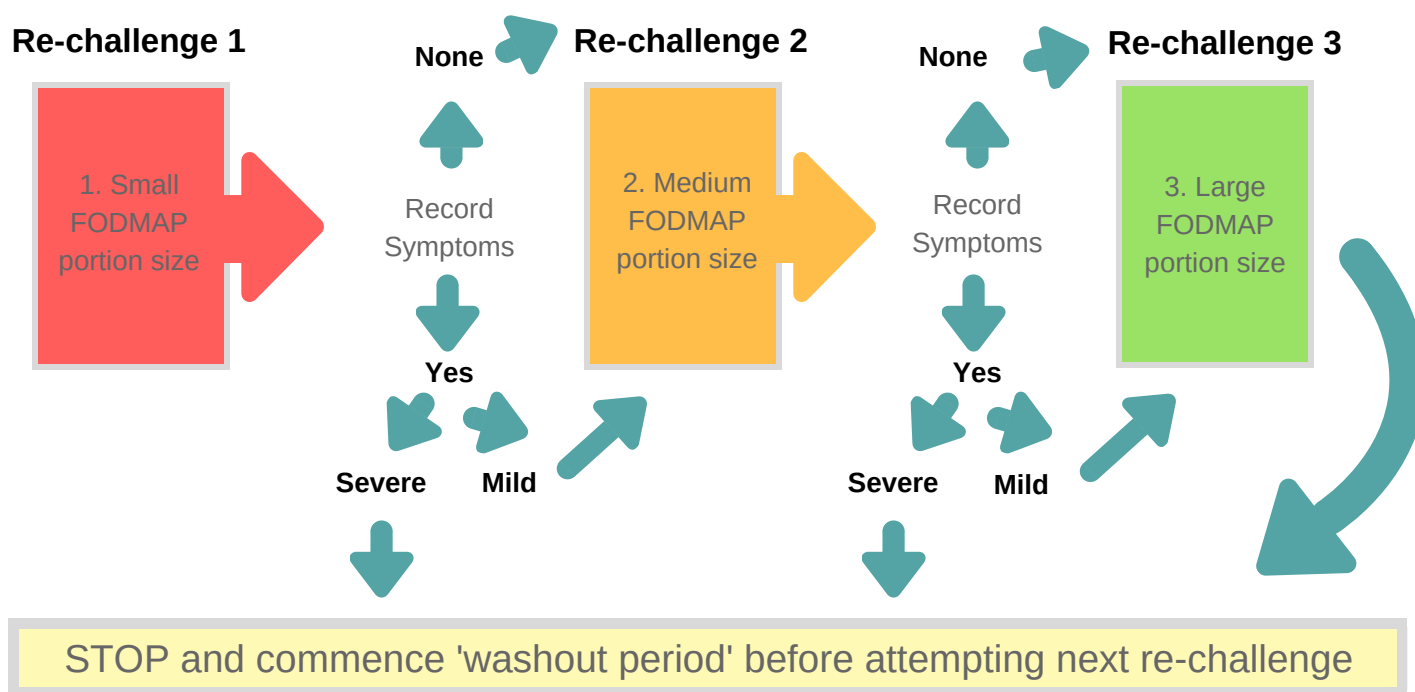 Re-challenge 1
None
Re-challenge 2
None
Re-challenge 3
1. Small
FODMAP
portion size
Record
Symptoms
2. Medium
FODMAP
portion size
Record
Symptoms
3. Large
FODMAP
portion size
Yes
Yes
Severe
Mild
Severe
Mild
STOP and commence 'washout period' before attempting next re-challenge